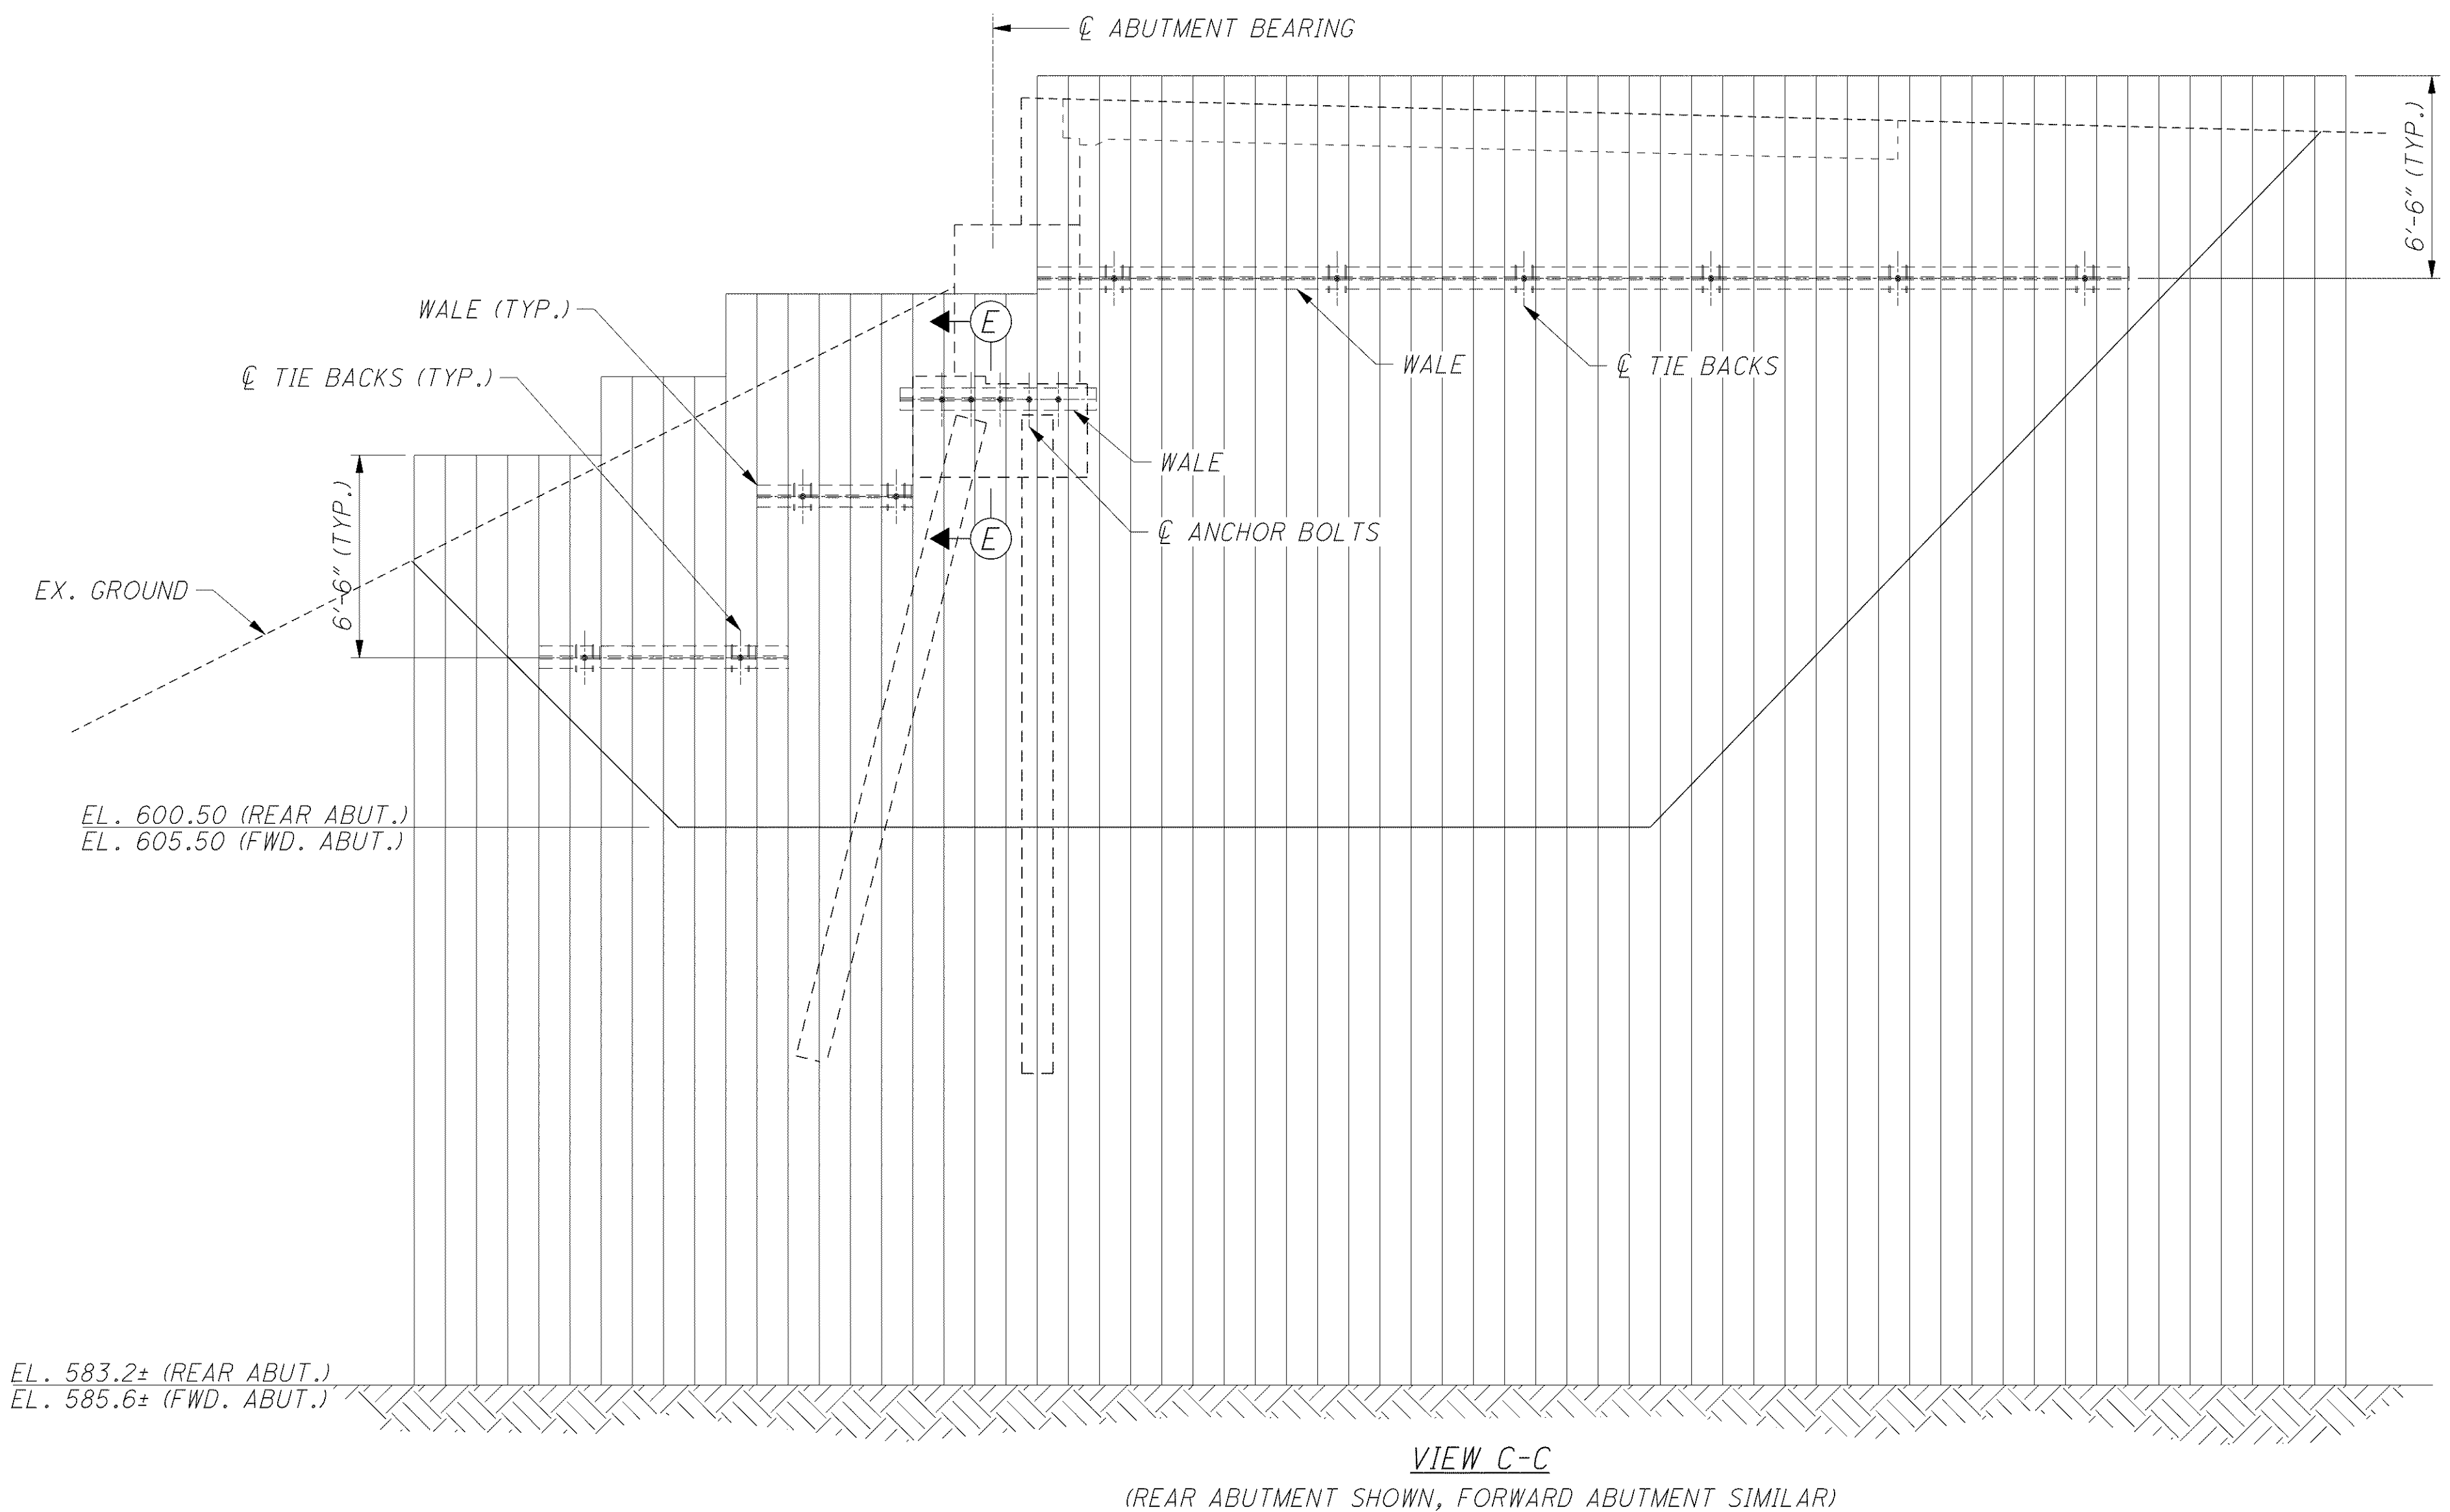 ℄ ABUTMENT BEARING
6'-6" (TYP.)
WALE (TYP.)
E
℄ TIE BACKS (TYP.)
WALE
℄ TIE BACKS
WALE
6'-6" (TYP.)
℄ ANCHOR BOLTS
E
EX. GROUND
EL. 600.50 (REAR ABUT.)
EL. 605.50 (FWD. ABUT.)
EL. 583.2± (REAR ABUT.)
EL. 585.6± (FWD. ABUT.)
VIEW C-C
(REAR ABUTMENT SHOWN, FORWARD ABUTMENT SIMILAR)